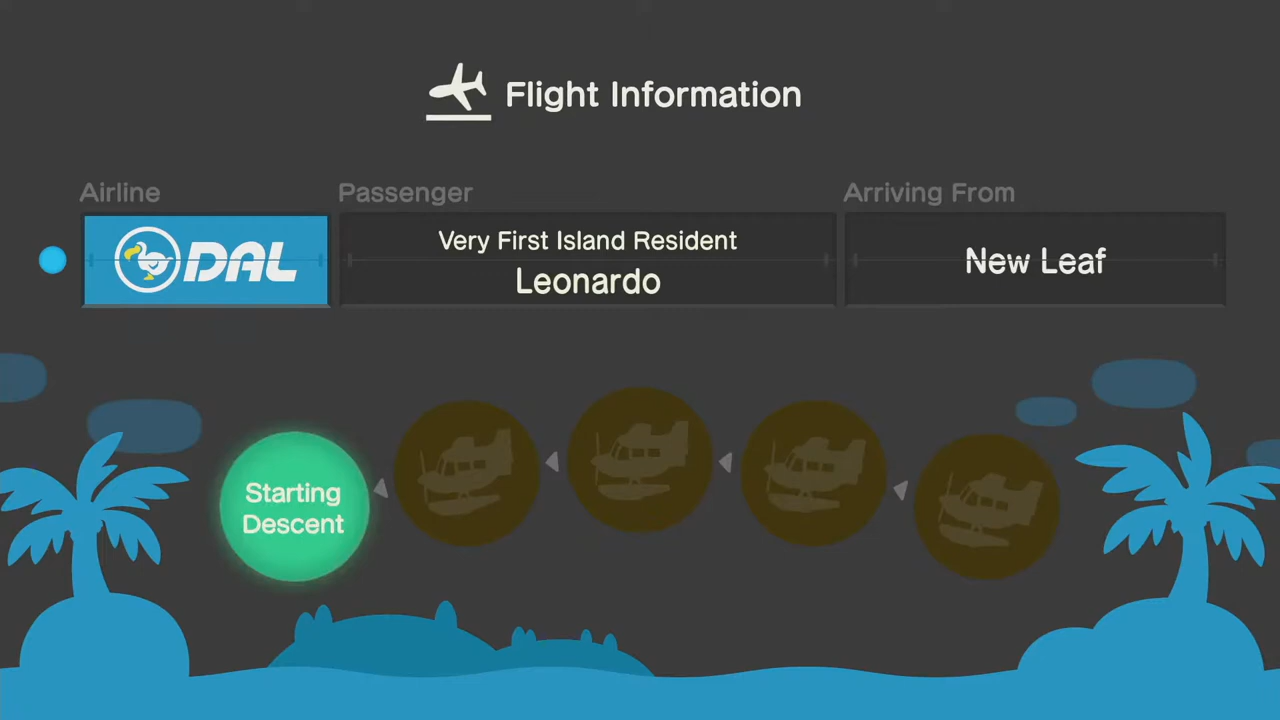 Flight Information
Airline
Passenger
Arriving From
DAL
Very First Island Resident
Leonardo
New Leaf
Starting
Descent